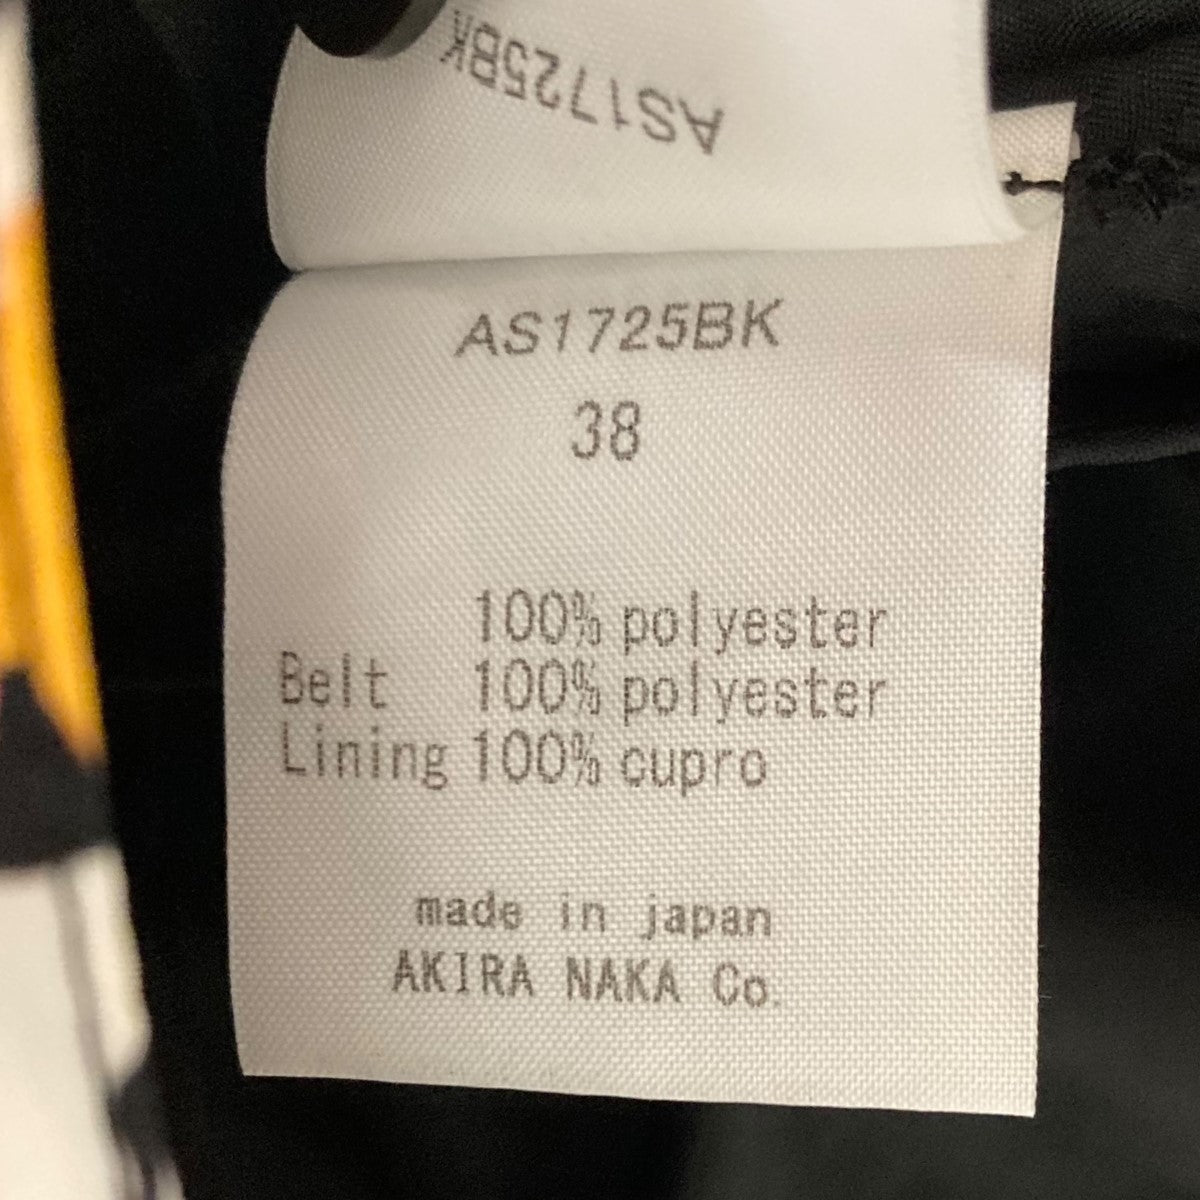 AS1725BK
AS1725BK
38
100% polyester
Belt 100% polyester
Lining 100% cupro
made in japan
AKIRA NAKA Co.